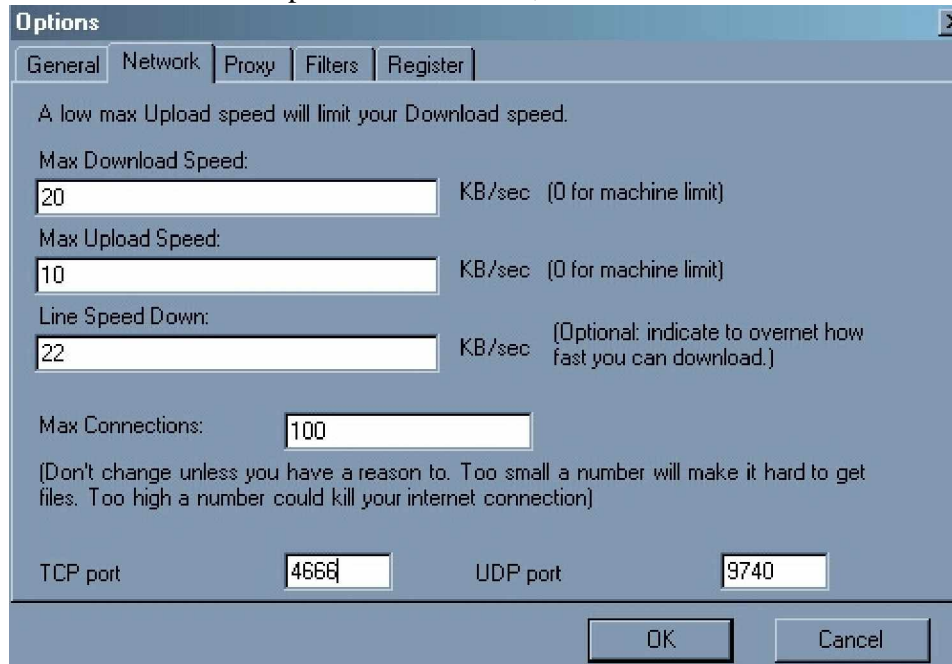 Options
General Network Proxy Filters Register
A low max Upload speed will limit your Download speed.
Max Download Speed:
20 KB/sec (0 for machine limit)
Max Upload Speed:
10 KB/sec (0 for machine limit)
Line Speed Down:
22 KB/sec (Optional: indicate to overnet how
fast you can download.)
Max Connections: 100
(Don't change unless you have a reason to. Too small a number will make it hard to get
files. Too high a number could kill your internet connection)
TCP port 4666 UDP port 9740
OK Cancel